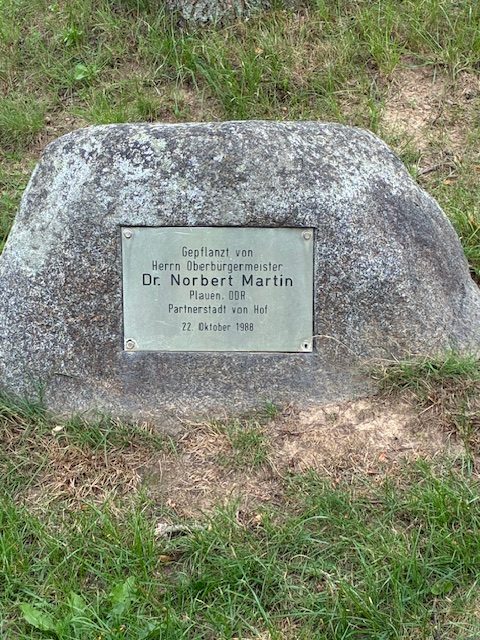 Gepflanzt von
Herrn Oberbürgermeister
Dr. Norbert Martin
Plauen, DDR
Partnerstadt von Hof
22. Oktober 1988